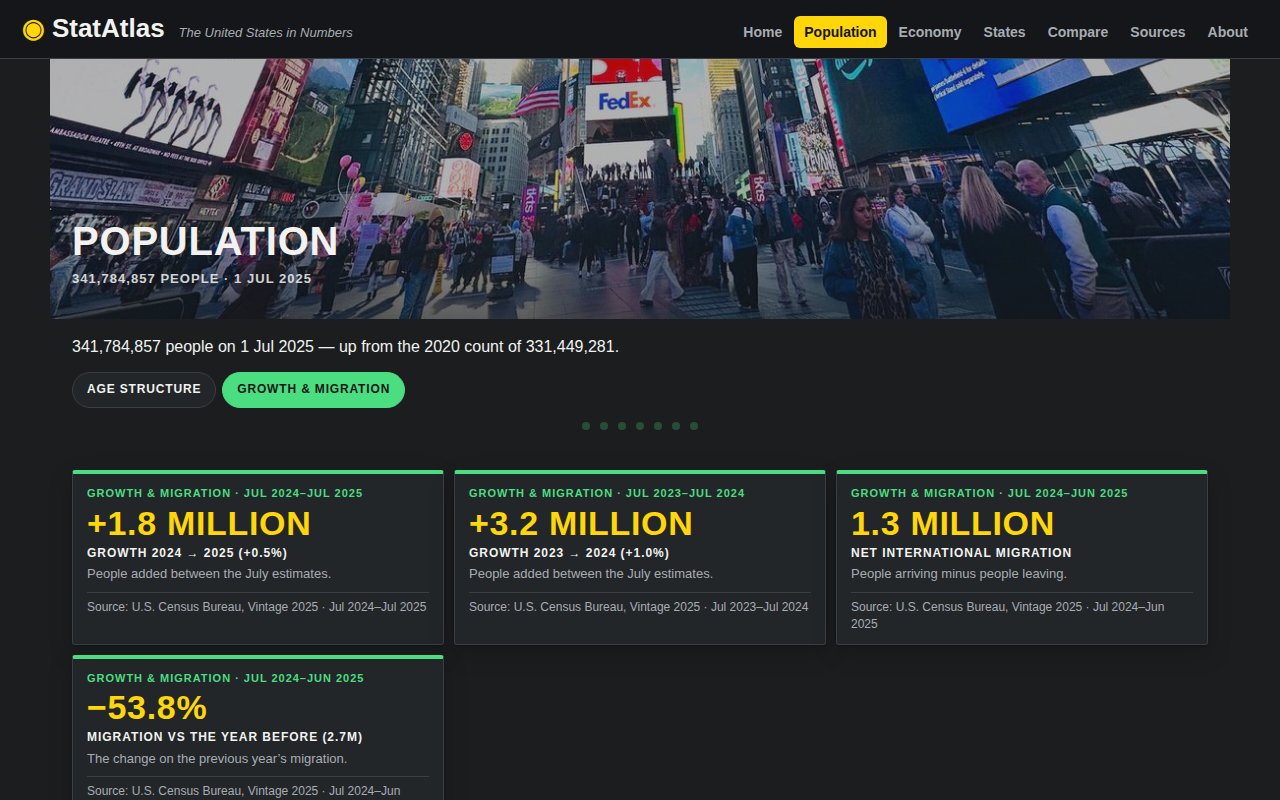 StatAtlas The United States in Numbers
Home Population Economy States Compare Sources About
AMBASSADOR THEATRE
GRAND SLAM
FedEx
tkts
tkts
POPULATION
341,784,857 PEOPLE · 1 JUL 2025
341,784,857 people on 1 Jul 2025 — up from the 2020 count of 331,449,281.
AGE STRUCTURE
GROWTH & MIGRATION
GROWTH & MIGRATION · JUL 2024–JUL 2025
+1.8 MILLION
GROWTH 2024 → 2025 (+0.5%)
People added between the July estimates.
Source: U.S. Census Bureau, Vintage 2025 · Jul 2024–Jul 2025
GROWTH & MIGRATION · JUL 2023–JUL 2024
+3.2 MILLION
GROWTH 2023 → 2024 (+1.0%)
People added between the July estimates.
Source: U.S. Census Bureau, Vintage 2025 · Jul 2023–Jul 2024
GROWTH & MIGRATION · JUL 2024–JUN 2025
1.3 MILLION
NET INTERNATIONAL MIGRATION
People arriving minus people leaving.
Source: U.S. Census Bureau, Vintage 2025 · Jul 2024–Jun
2025
GROWTH & MIGRATION · JUL 2024–JUN 2025
−53.8%
MIGRATION VS THE YEAR BEFORE (2.7M)
The change on the previous year’s migration.
Source: U.S. Census Bureau, Vintage 2025 · Jul 2024–Jun